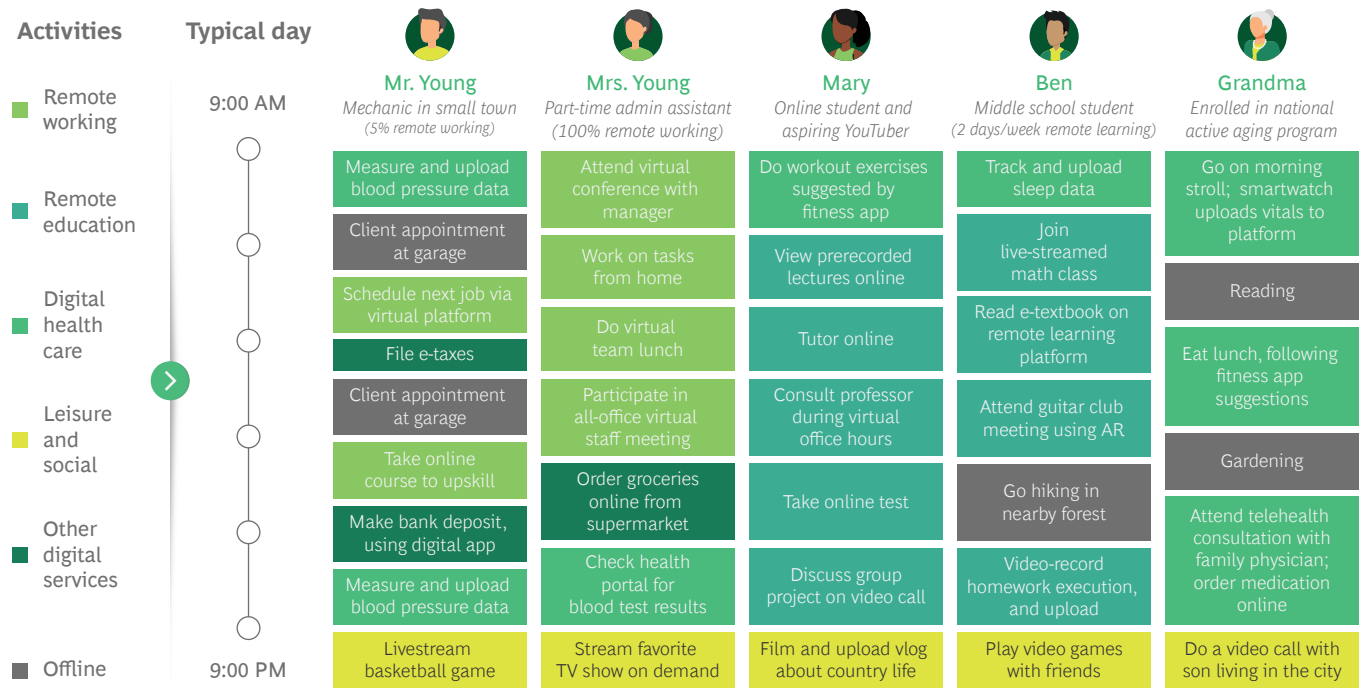 Activities
Remote
working
Remote
education
Digital
health
care
Leisure
and
social
Other
digital
services
Offline
Typical day
9:00 AM
9:00 PM
Mr. Young
Mechanic in small town
(5% remote working)
Measure and upload
blood pressure data
Client appointment
at garage
Schedule next job via
virtual platform
File e-taxes
Client appointment
at garage
Take online
course to upskill
Make bank deposit,
using digital app
Measure and upload
blood pressure data
Livestream
basketball game
Mrs. Young
Part-time admin assistant
(100% remote working)
Attend virtual
conference with
manager
Work on tasks
from home
Do virtual
team lunch
Participate in
all-office virtual
staff meeting
Order groceries
online from
supermarket
Check health
portal for
blood test results
Stream favorite
TV show on demand
Mary
Online student and
aspiring YouTuber
Do workout exercises
suggested by
fitness app
View prerecorded
lectures online
Tutor online
Consult professor
during virtual
office hours
Take online test
Discuss group
project on video call
Film and upload vlog
about country life
Ben
Middle school student
(2 days/week remote learning)
Track and upload
sleep data
Join
live-streamed
math class
Read e-textbook on
remote learning
platform
Attend guitar club
meeting using AR
Go hiking in
nearby forest
Video-record
homework execution,
and upload
Play video games
with friends
Grandma
Enrolled in national
active aging program
Go on morning
stroll; smartwatch
uploads vitals to
platform
Reading
Eat lunch, following
fitness app
suggestions
Gardening
Attend telehealth
consultation with
family physician;
order medication
online
Do a video call with
son living in the city